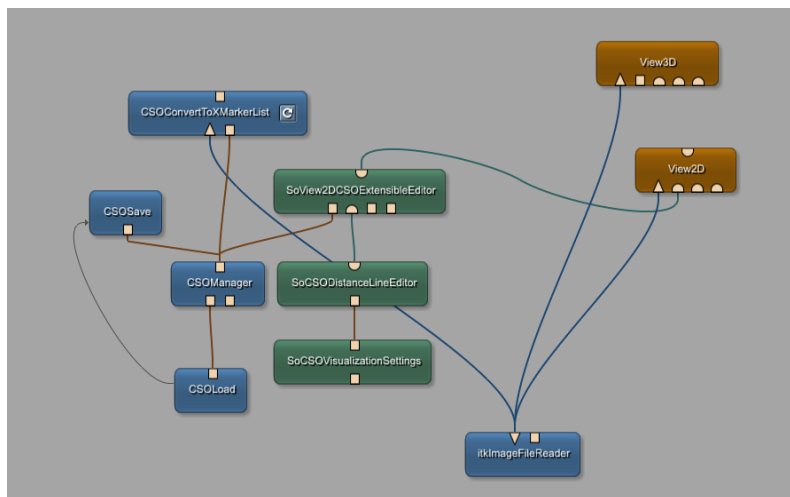 View3D
CSOConvertToXMarkerList
View2D
SoView2DCSOExtensibleEditor
CSOSave
CSOManager
SoCSODistanceLineEditor
SoCSOVisualizationSettings
CSOLoad
itkImageFileReader